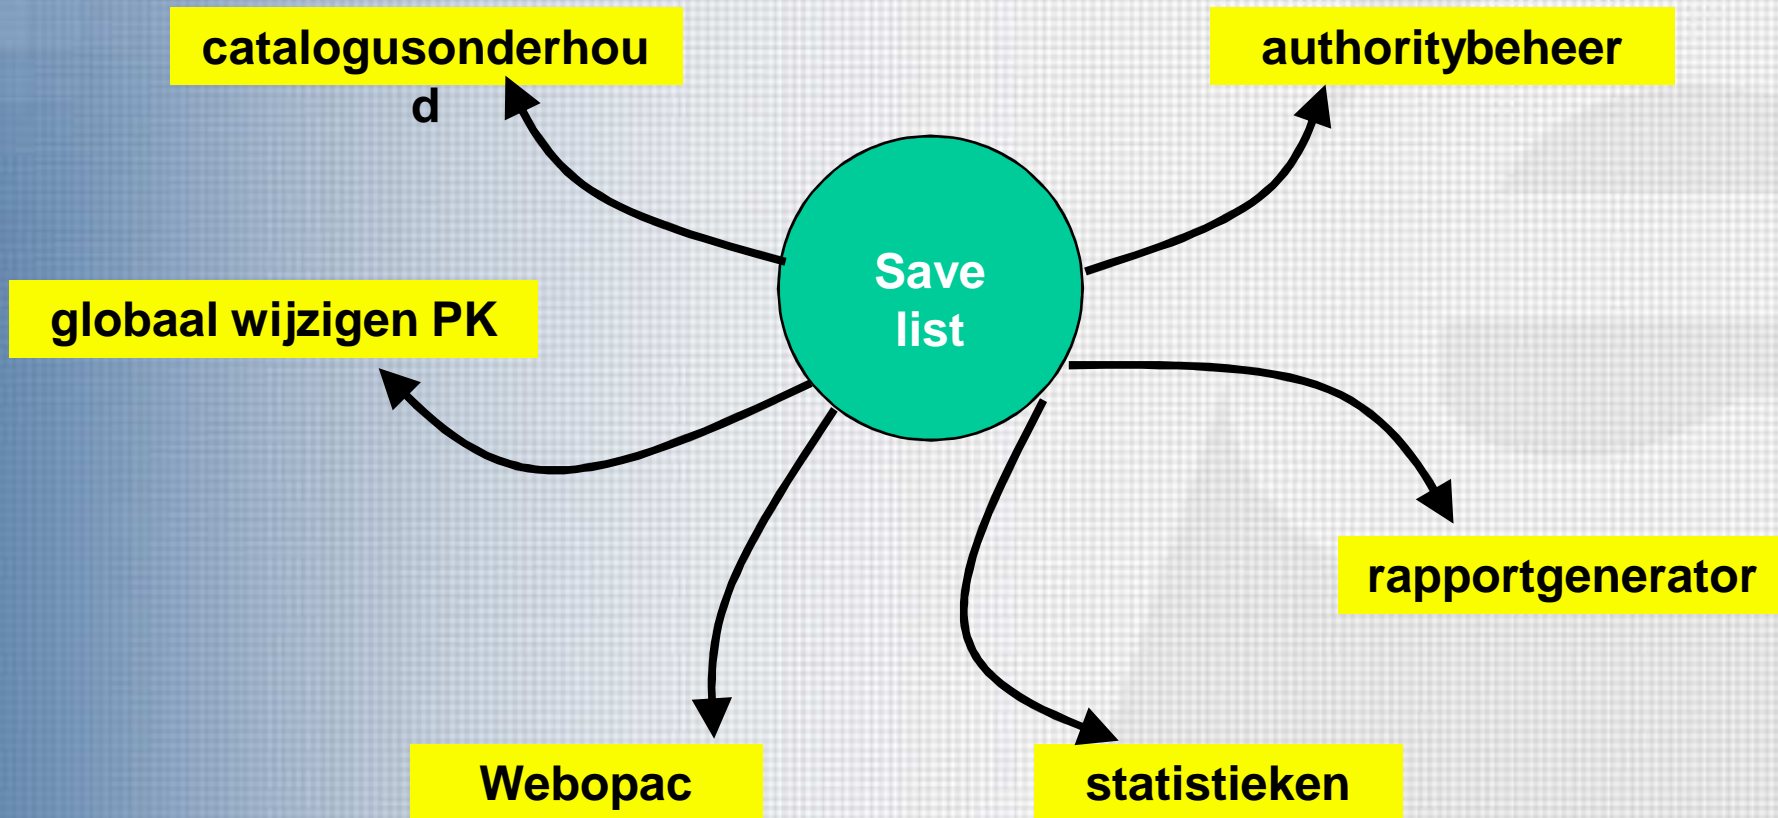 catalogusonderhou
d
authoritybeheer
Save
list
globaal wijzigen PK
rapportgenerator
Webopac
statistieken